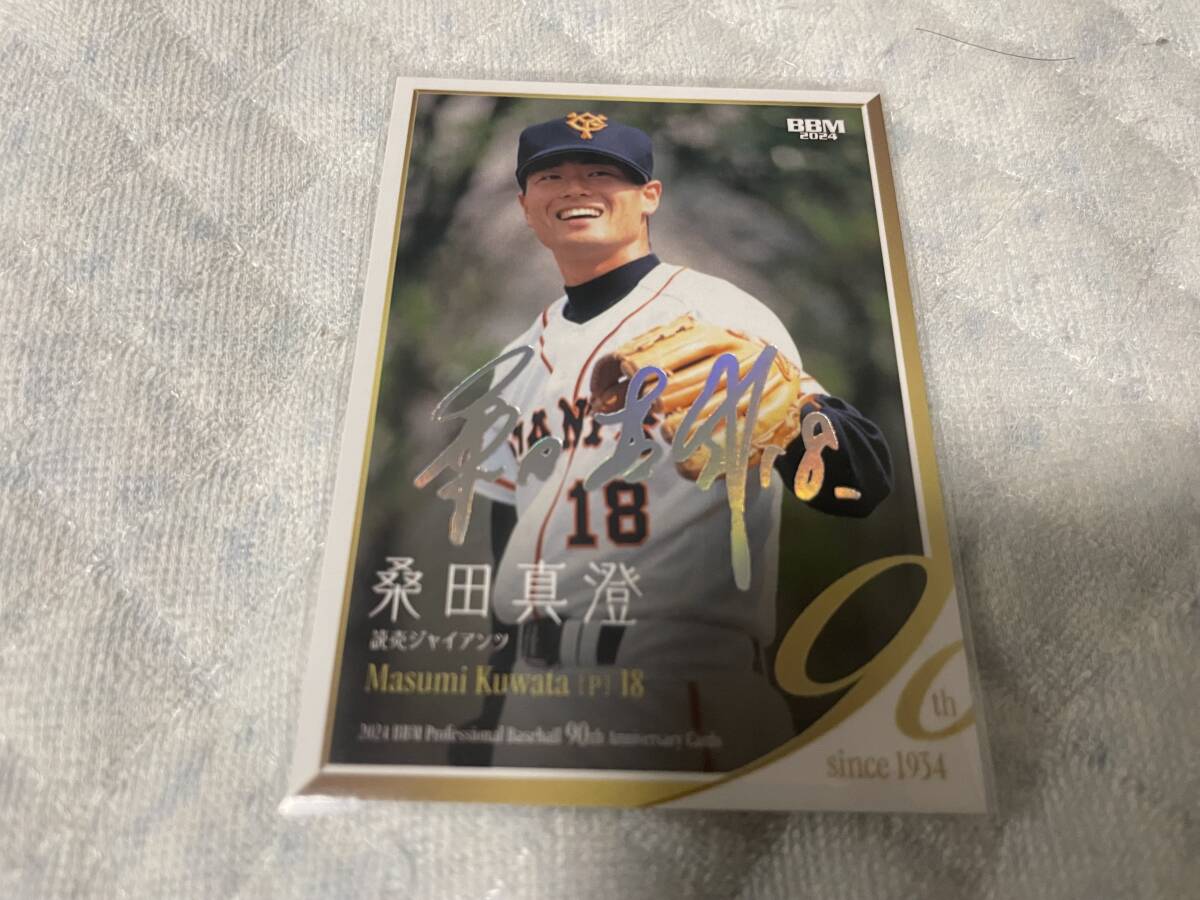 BBM
2024
18
桑田真澄
読売ジャイアンツ
Masumi Kuwata [P] 18
2024 BBM Professional Baseball 90th Anniversary Cards
90th
since 1934